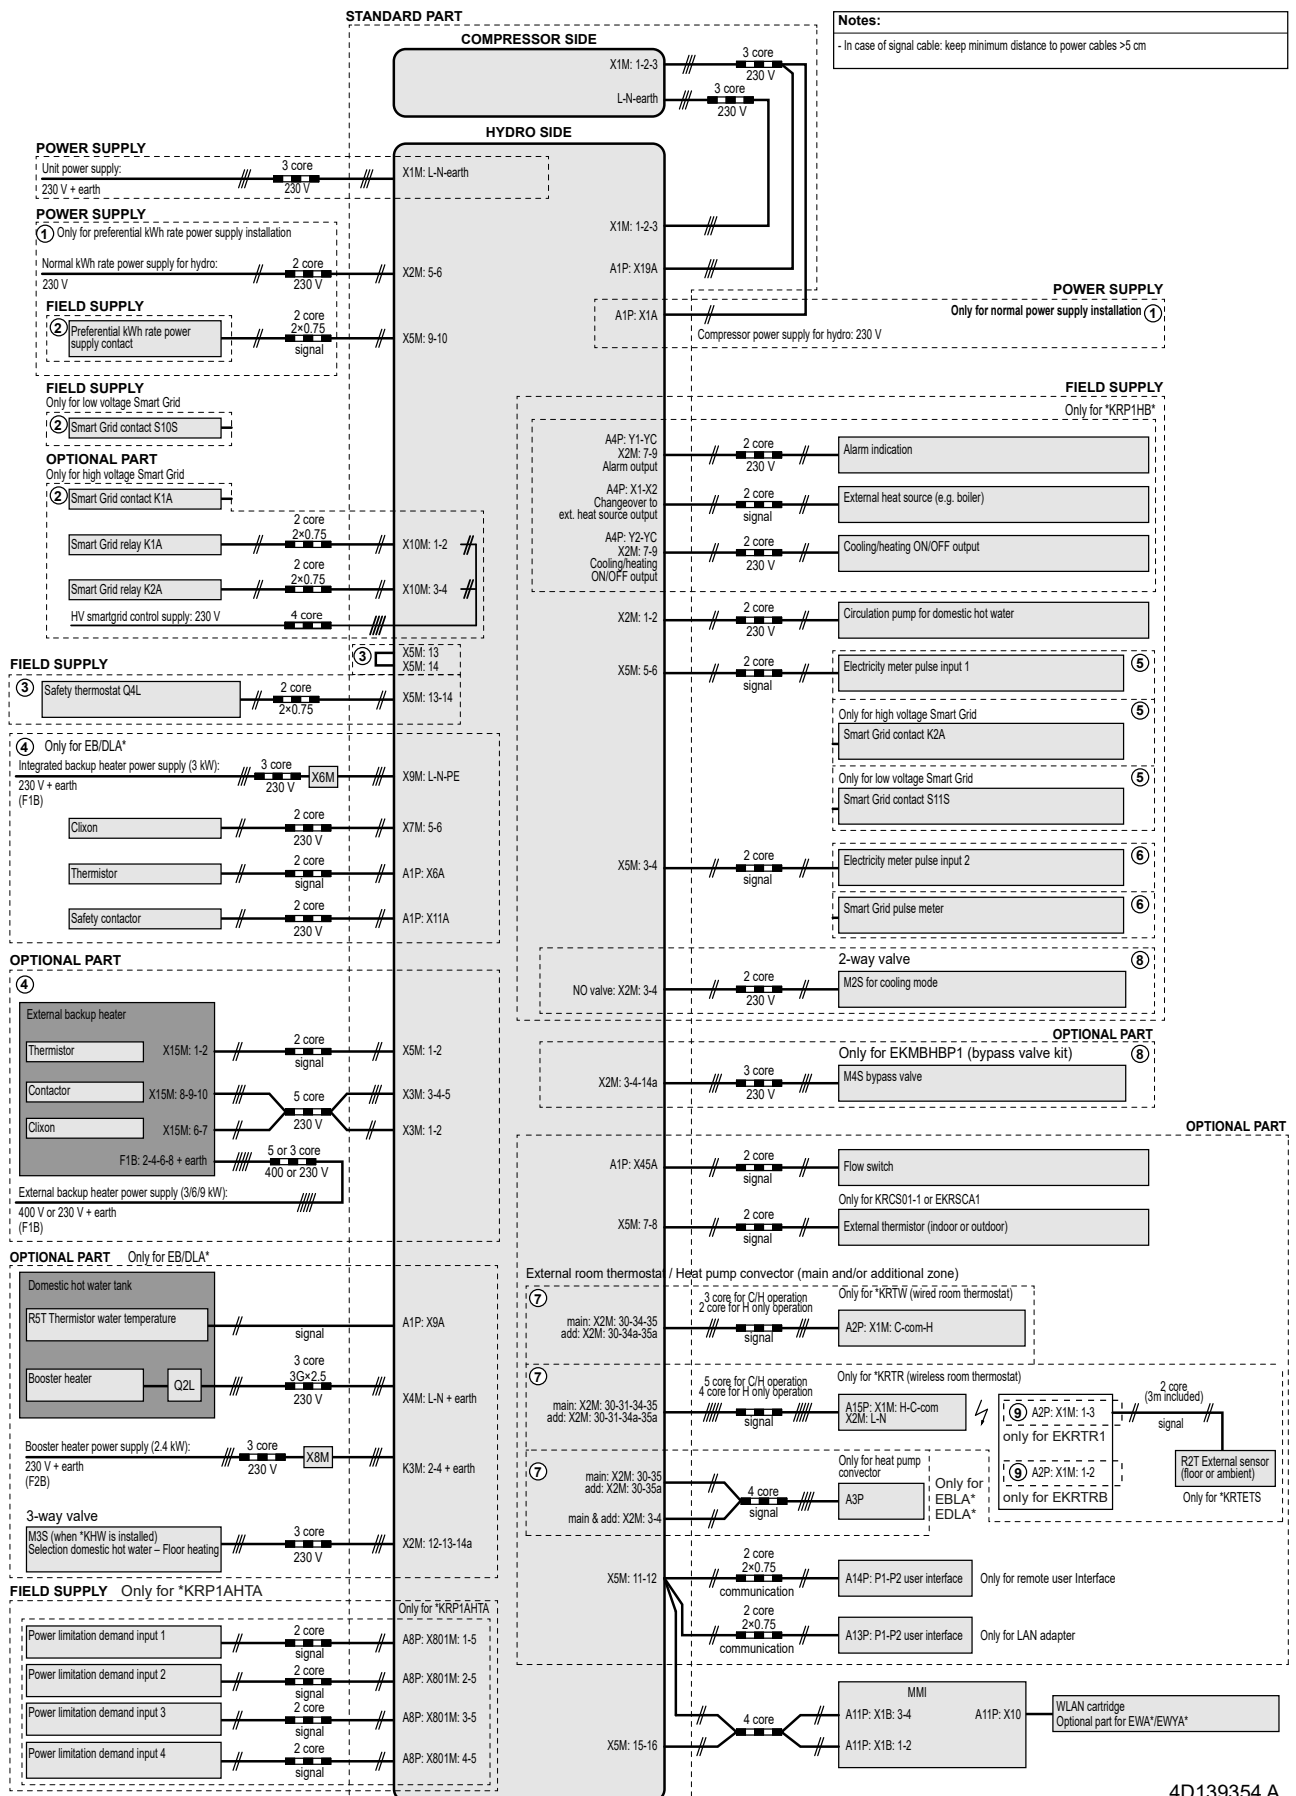 STANDARD PART
COMPRESSOR SIDE
X1M: 1-2-3
3 core
230 V
L-N-earth
3 core
230 V
Notes:
- In case of signal cable: keep minimum distance to power cables >5 cm
HYDRO SIDE
POWER SUPPLY
Unit power supply:
230 V + earth
3 core
230 V
X1M: L-N-earth
POWER SUPPLY
1 Only for preferential kWh rate power supply installation
Normal kWh rate power supply for hydro:
230 V
2 core
230 V
X2M: 5-6
FIELD SUPPLY
2 Preferential kWh rate power
supply contact
2 core
2×0.75
signal
X5M: 9-10
X1M: 1-2-3
A1P: X19A
POWER SUPPLY
A1P: X1A
Only for normal power supply installation 1
Compressor power supply for hydro: 230 V
FIELD SUPPLY
Only for low voltage Smart Grid
2 Smart Grid contact S10S
OPTIONAL PART
Only for high voltage Smart Grid
2 Smart Grid contact K1A
Smart Grid relay K1A
2 core
2×0.75
X10M: 1-2
Smart Grid relay K2A
2 core
2×0.75
X10M: 3-4
HV smartgrid control supply: 230 V
4 core
3
X5M: 13
X5M: 14
FIELD SUPPLY
3 Safety thermostat Q4L
2 core
2×0.75
X5M: 13-14
4 Only for EB/DLA*
Integrated backup heater power supply (3 kW):
230 V + earth
(F1B)
3 core
230 V
X6M
X9M: L-N-PE
Clixon
2 core
230 V
X7M: 5-6
Thermistor
2 core
signal
A1P: X6A
Safety contactor
2 core
230 V
A1P: X11A
OPTIONAL PART
4
External backup heater
Thermistor
X15M: 1-2
2 core
signal
X5M: 1-2
Contactor
X15M: 8-9-10
5 core
230 V
X3M: 3-4-5
Clixon
X15M: 6-7
X3M: 1-2
F1B: 2-4-6-8 + earth
5 or 3 core
400 or 230 V
External backup heater power supply (3/6/9 kW):
400 V or 230 V + earth
(F1B)
OPTIONAL PART Only for EB/DLA*
Domestic hot water tank
R5T Thermistor water temperature
signal
A1P: X9A
Booster heater
Q2L
3 core
3G×2.5
230 V
X4M: L-N + earth
Booster heater power supply (2.4 kW):
230 V + earth
(F2B)
3 core
230 V
X8M
K3M: 2-4 + earth
3-way valve
M3S (when *KHW is installed)
Selection domestic hot water – Floor heating
3 core
230 V
X2M: 12-13-14a
FIELD SUPPLY Only for *KRP1AHTA
Only for *KRP1AHTA
Power limitation demand input 1
2 core
signal
A8P: X801M: 1-5
Power limitation demand input 2
2 core
signal
A8P: X801M: 2-5
Power limitation demand input 3
2 core
signal
A8P: X801M: 3-5
Power limitation demand input 4
2 core
signal
A8P: X801M: 4-5
FIELD SUPPLY
Only for *KRP1HB*
A4P: Y1-YC
X2M: 7-9
Alarm output
2 core
230 V
Alarm indication
A4P: X1-X2
Changeover to
ext. heat source output
2 core
signal
External heat source (e.g. boiler)
A4P: Y2-YC
X2M: 7-9
Cooling/heating
ON/OFF output
2 core
230 V
Cooling/heating ON/OFF output
X2M: 1-2
2 core
230 V
Circulation pump for domestic hot water
X5M: 5-6
2 core
signal
Electricity meter pulse input 1
5
Only for high voltage Smart Grid
5
Smart Grid contact K2A
Only for low voltage Smart Grid
5
Smart Grid contact S11S
X5M: 3-4
2 core
signal
Electricity meter pulse input 2
6
Smart Grid pulse meter
6
2-way valve
8
NO valve: X2M: 3-4
2 core
230 V
M2S for cooling mode
OPTIONAL PART
Only for EKMBHBP1 (bypass valve kit)
8
X2M: 3-4-14a
3 core
230 V
M4S bypass valve
OPTIONAL PART
A1P: X45A
2 core
signal
Flow switch
Only for KRCS01-1 or EKRSCA1
X5M: 7-8
2 core
signal
External thermistor (indoor or outdoor)
External room thermostat / Heat pump convector (main and/or additional zone)
7
3 core for C/H operation
2 core for H only operation
Only for *KRTW (wired room thermostat)
main: X2M: 30-34-35
add: X2M: 30-34a-35a
signal
A2P: X1M: C-com-H
7
5 core for C/H operation
4 core for H only operation
Only for *KRTR (wireless room thermostat)
main: X2M: 30-31-34-35
add: X2M: 30-31-34a-35a
signal
A15P: X1M: H-C-com
X2M: L-N
9 A2P: X1M: 1-3
only for EKRTR1
9 A2P: X1M: 1-2
only for EKRTRB
2 core
(3m included)
signal
R2T External sensor
(floor or ambient)
Only for *KRTETS
7
main: X2M: 30-35
add: X2M: 30-35a
main & add: X2M: 3-4
4 core
signal
Only for heat pump
convector
A3P
Only for
EBLA*
EDLA*
X5M: 11-12
2 core
2×0.75
communication
A14P: P1-P2 user interface
Only for remote user Interface
2 core
2×0.75
communication
A13P: P1-P2 user interface
Only for LAN adapter
X5M: 15-16
4 core
MMI
A11P: X1B: 3-4
A11P: X1B: 1-2
A11P: X10
WLAN cartridge
Optional part for EWA*/EWYA*
4D139354 A